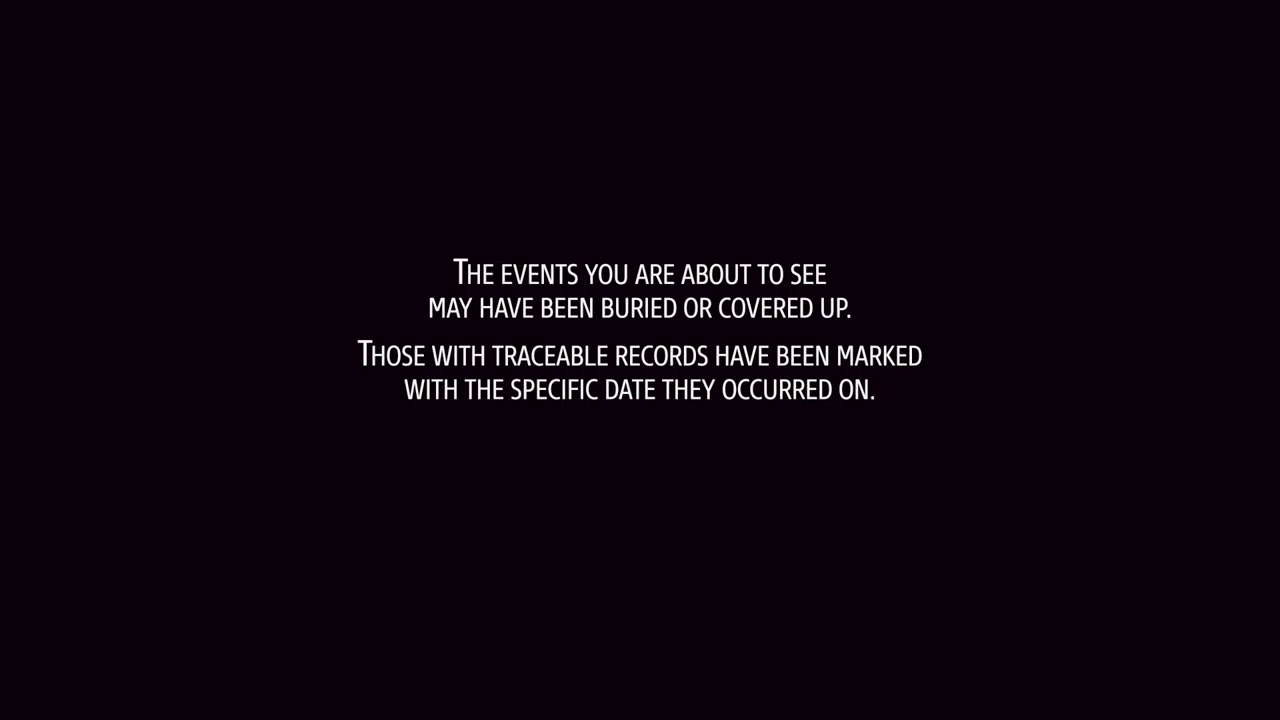 The events you are about to see
may have been buried or covered up.
Those with traceable records have been marked
with the specific date they occurred on.